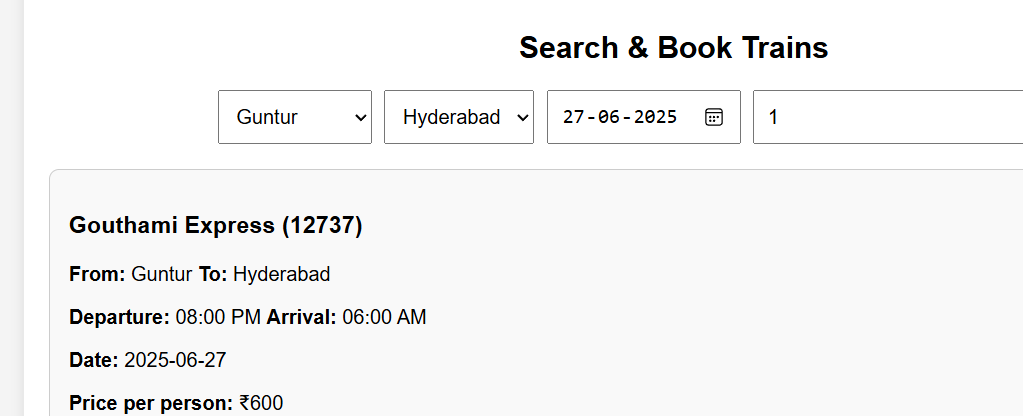 Search & Book Trains
Guntur Hyderabad 27-06-2025 1
Gouthami Express (12737)
From: Guntur To: Hyderabad
Departure: 08:00 PM Arrival: 06:00 AM
Date: 2025-06-27
Price per person: ₹600